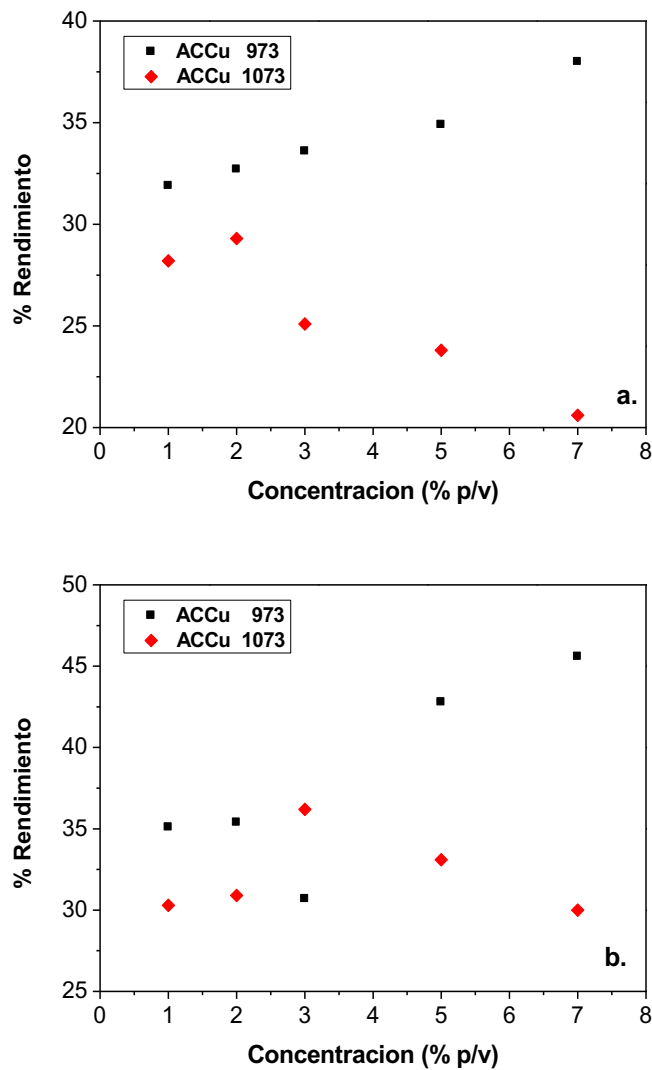 40
ACCu 973
ACCu 1073
35
30
25
20
% Rendimiento
a.
0 1 2 3 4 5 6 7 8
Concentracion (% p/v)
50
ACCu 973
ACCu 1073
45
40
35
30
25
% Rendimiento
b.
0 1 2 3 4 5 6 7 8
Concentracion (% p/v)